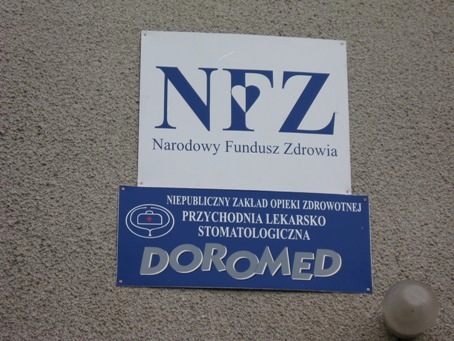 NFZ
Narodowy Fundusz Zdrowia
NIEPUBLICZNY ZAKŁAD OPIEKI ZDROWOTNEJ
PRZYCHODNIA LEKARSKO
STOMATOLOGICZNA
DOROMED